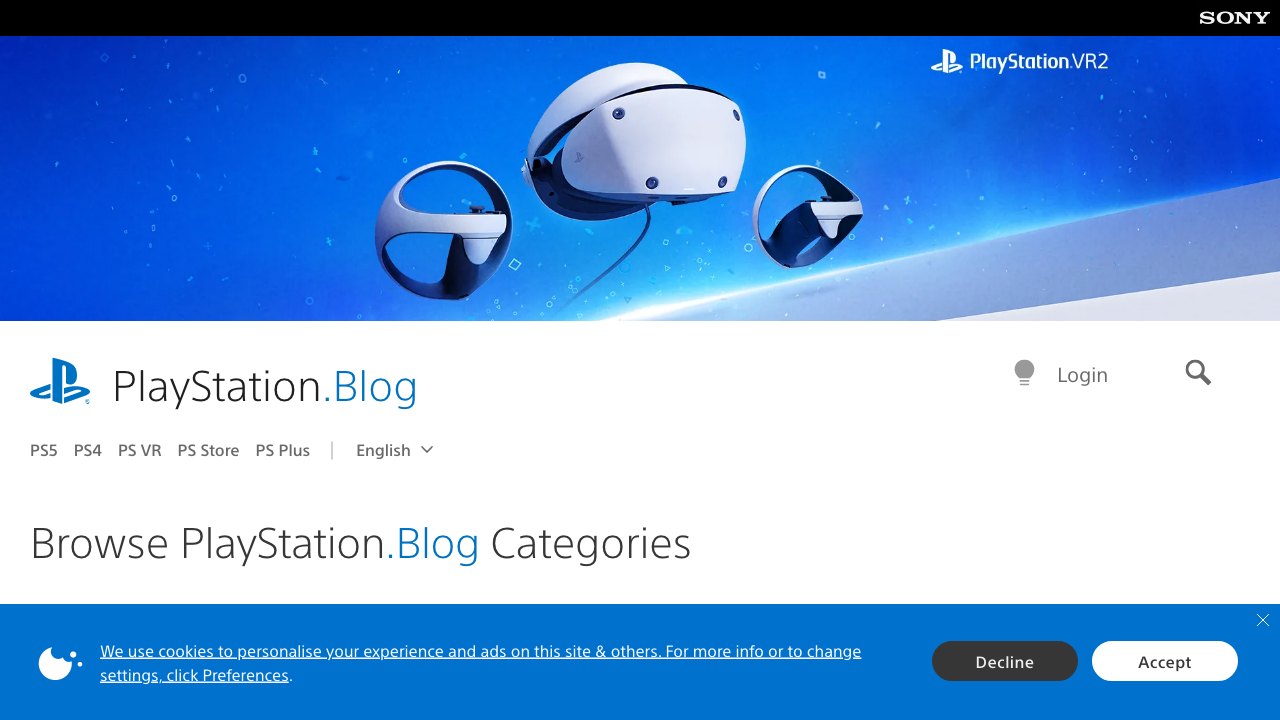 SONY
PlayStation.VR2
PlayStation.Blog
Login
PS5 PS4 PS VR PS Store PS Plus English
Browse PlayStation.Blog Categories
We use cookies to personalise your experience and ads on this site & others. For more info or to change
settings, click Preferences.
Decline
Accept